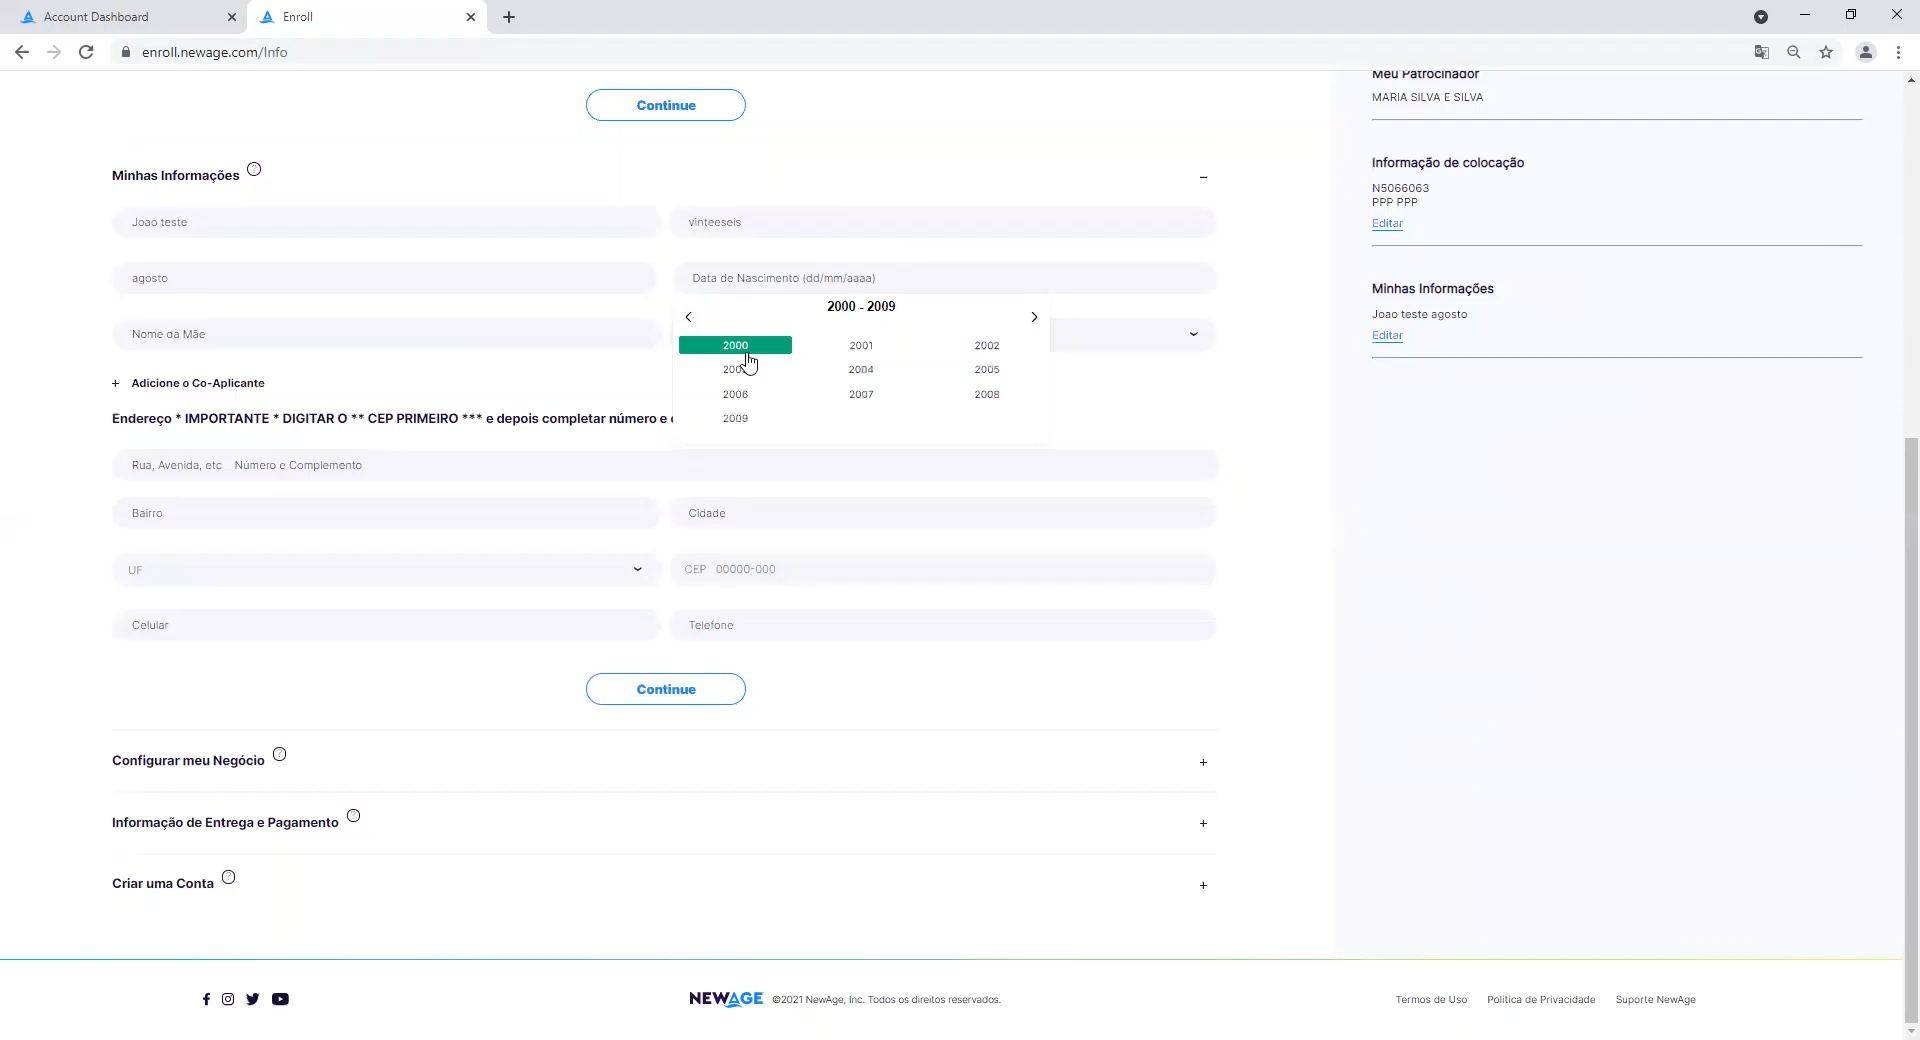 Account Dashboard
Enroll
enroll.newage.com/Info
Continue
Minhas Informações
Joao teste
vinteeseis
agosto
Data de Nascimento (dd/mm/aaaa)
2000 - 2009
2000 2001 2002
2004 2005
2006 2007 2008
2009
Nome da Mãe
+ Adicione o Co-Aplicante
Endereço * IMPORTANTE * DIGITAR O ** CEP PRIMEIRO *** e depois completar número e
Rua, Avenida, etc Número e Complemento
Bairro
Cidade
UF
CEP 00000-000
Celular
Telefone
Continue
Configurar meu Negócio
Informação de Entrega e Pagamento
Criar uma Conta
Meu Patrocinador
MARIA SILVA E SILVA
Informação de colocação
N5066063
PPP PPP
Editar
Minhas Informações
Joao teste agosto
Editar
NEWAGE ©2021 NewAge, Inc. Todos os direitos reservados.
Termos de Uso Politica de Privacidade Suporte NewAge